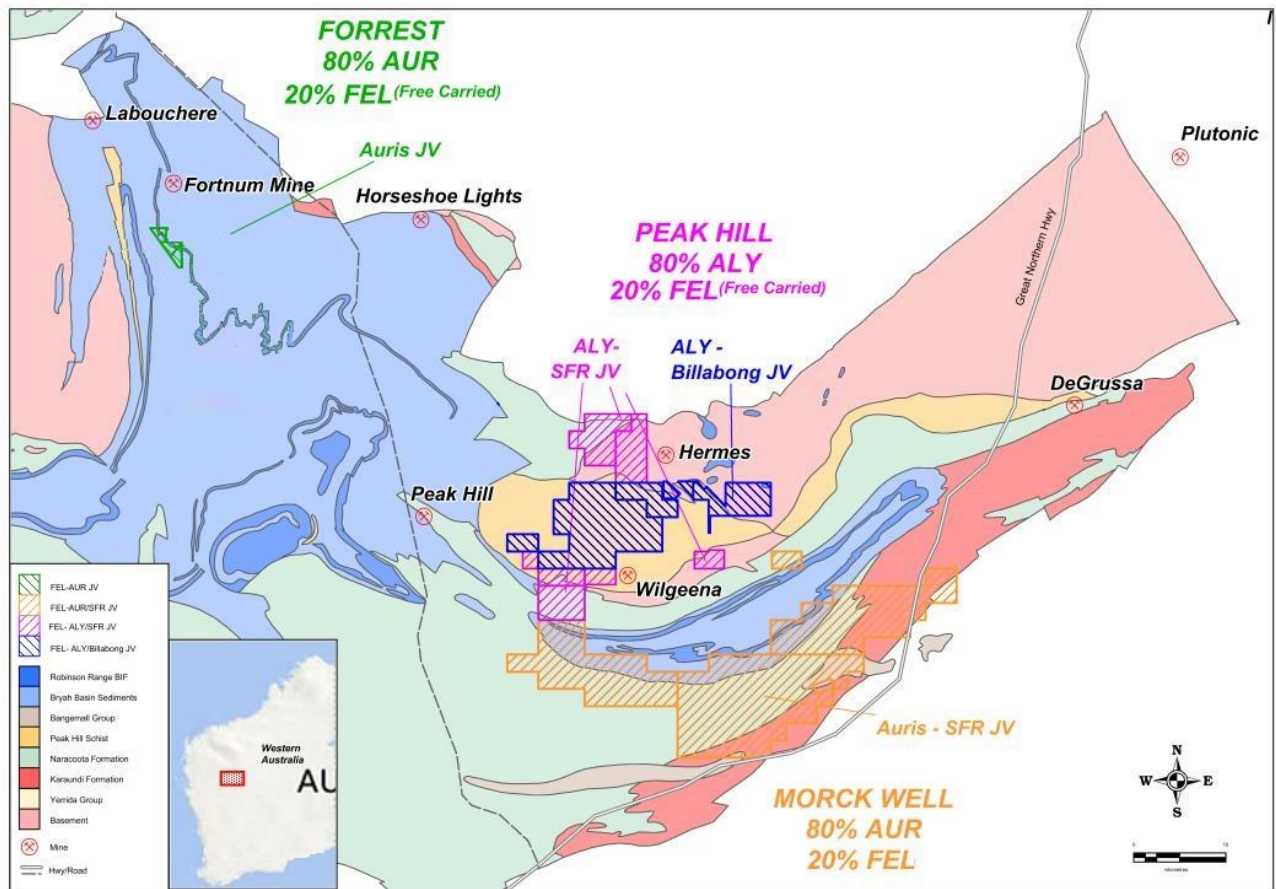 FORREST
80% AUR
20% FEL(Free Carried)
Labouchere
Auris JV
Plutonic
Fortnum Mine
Horseshoe Lights
PEAK HILL
80% ALY
20% FEL(Free Carried)
Great Northern Hwy
ALY-
SFR JV
ALY -
Billabong JV
DeGrussa
Hermes
Peak Hill
Wilgeena
Auris - SFR JV
MORCK WELL
80% AUR
20% FEL
FEL-AUR JV
FEL-AUR/SFR JV
FEL- ALY/SFR JV
FEL- ALY/Billabong JV
Robinson Range BIF
Bryah Basin Sediments
Bangemall Group
Peak Hill Schist
Naracoota Formation
Karaundi Formation
Yerrida Group
Basement
Mine
Hwy/Road
Western
Australia
AU
N
W
E
S
0
10
kilometres